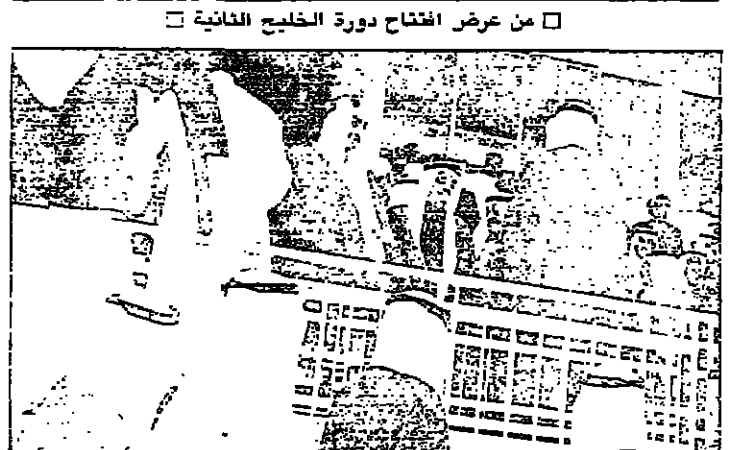 □ من عرض افتتاح دورة الخليج الثانية □